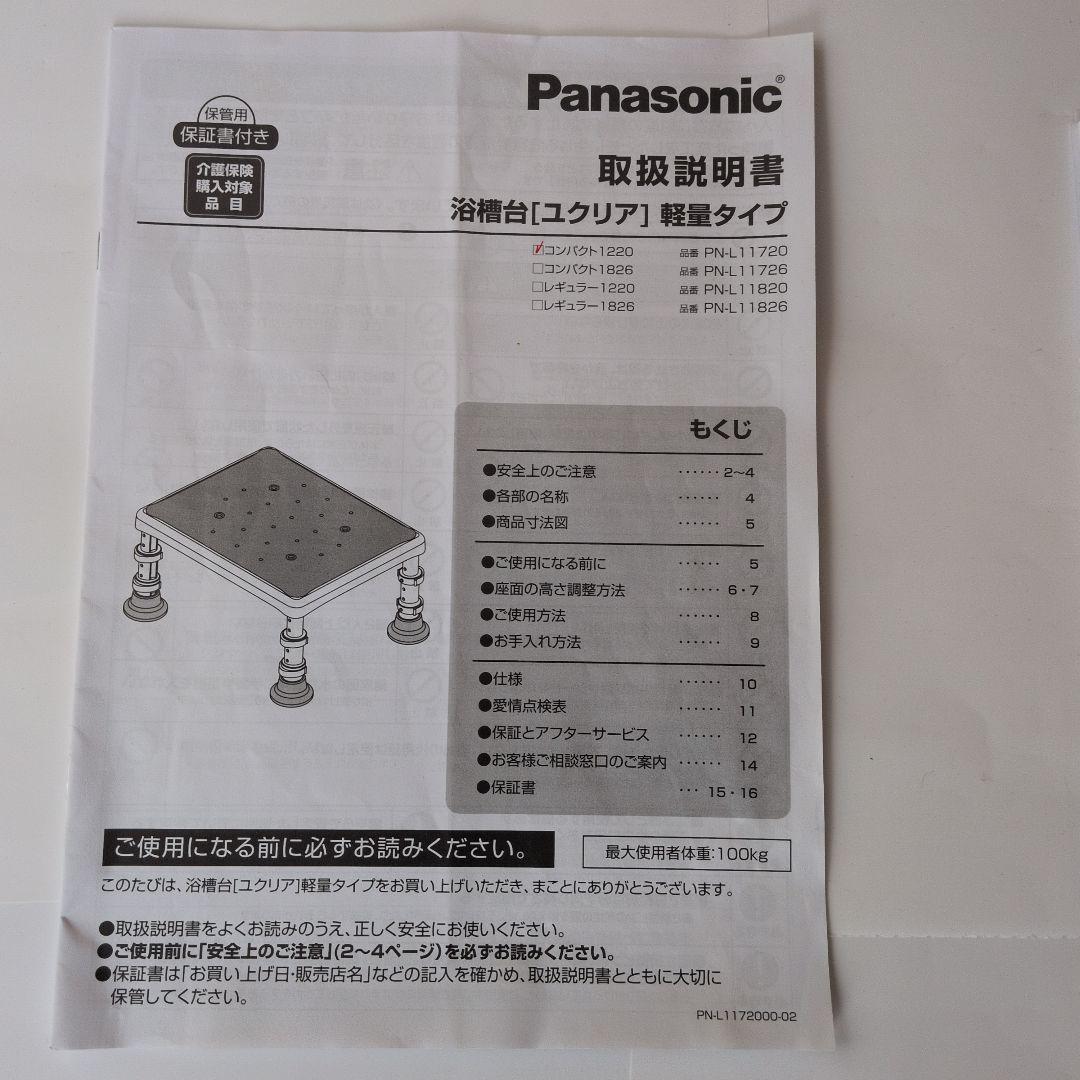 Panasonic®
保管用
保証書付き
介護保険
購入対象
品目
取扱説明書
浴槽台[ユクリア] 軽量タイプ
☑コンパクト1220 品番 PN-L11720
□コンパクト1826 品番 PN-L11726
□レギュラー1220 品番 PN-L11820
□レギュラー1826 品番 PN-L11826
もくじ
●安全上のご注意 ・・・・・・2〜4
●各部の名称 ・・・・・・ 4
●商品寸法図 ・・・・・・ 5
●ご使用になる前に ・・・・・・ 5
●座面の高さ調整方法 ・・・・・・ 6・7
●ご使用方法 ・・・・・・ 8
●お手入れ方法 ・・・・・・ 9
●仕様 ・・・・・・ 10
●愛情点検表 ・・・・・・ 11
●保証とアフターサービス ・・・・・・ 12
●お客様ご相談窓口のご案内 ・・・・・・ 14
●保証書 ・・・ 15・16
ご使用になる前に必ずお読みください。
最大使用者体重:100kg
このたびは、浴槽台[ユクリア]軽量タイプをお買い上げいただき、まことにありがとうございます。
●取扱説明書をよくお読みのうえ、正しく安全にお使いください。
●ご使用前に「安全上のご注意」(2〜4ページ)を必ずお読みください。
●保証書は「お買い上げ日・販売店名」などの記入を確かめ、取扱説明書とともに大切に
保管してください。
PN-L1172000-02